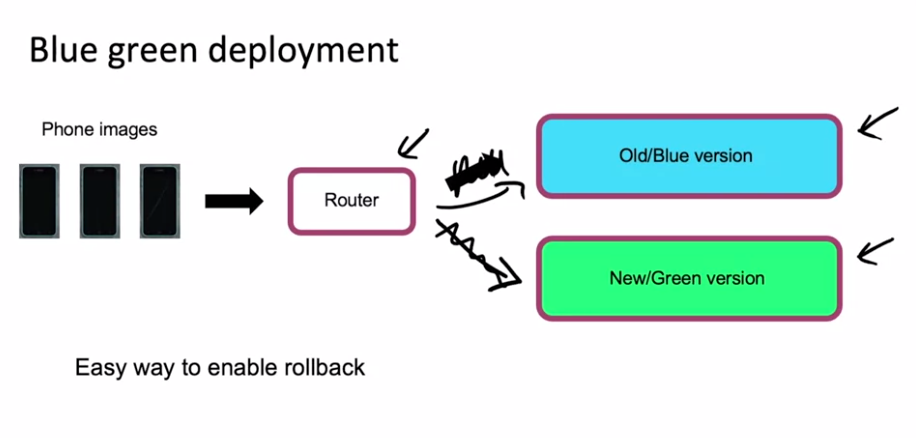 Blue green deployment
Phone images
Router
Old/Blue version
New/Green version
Easy way to enable rollback